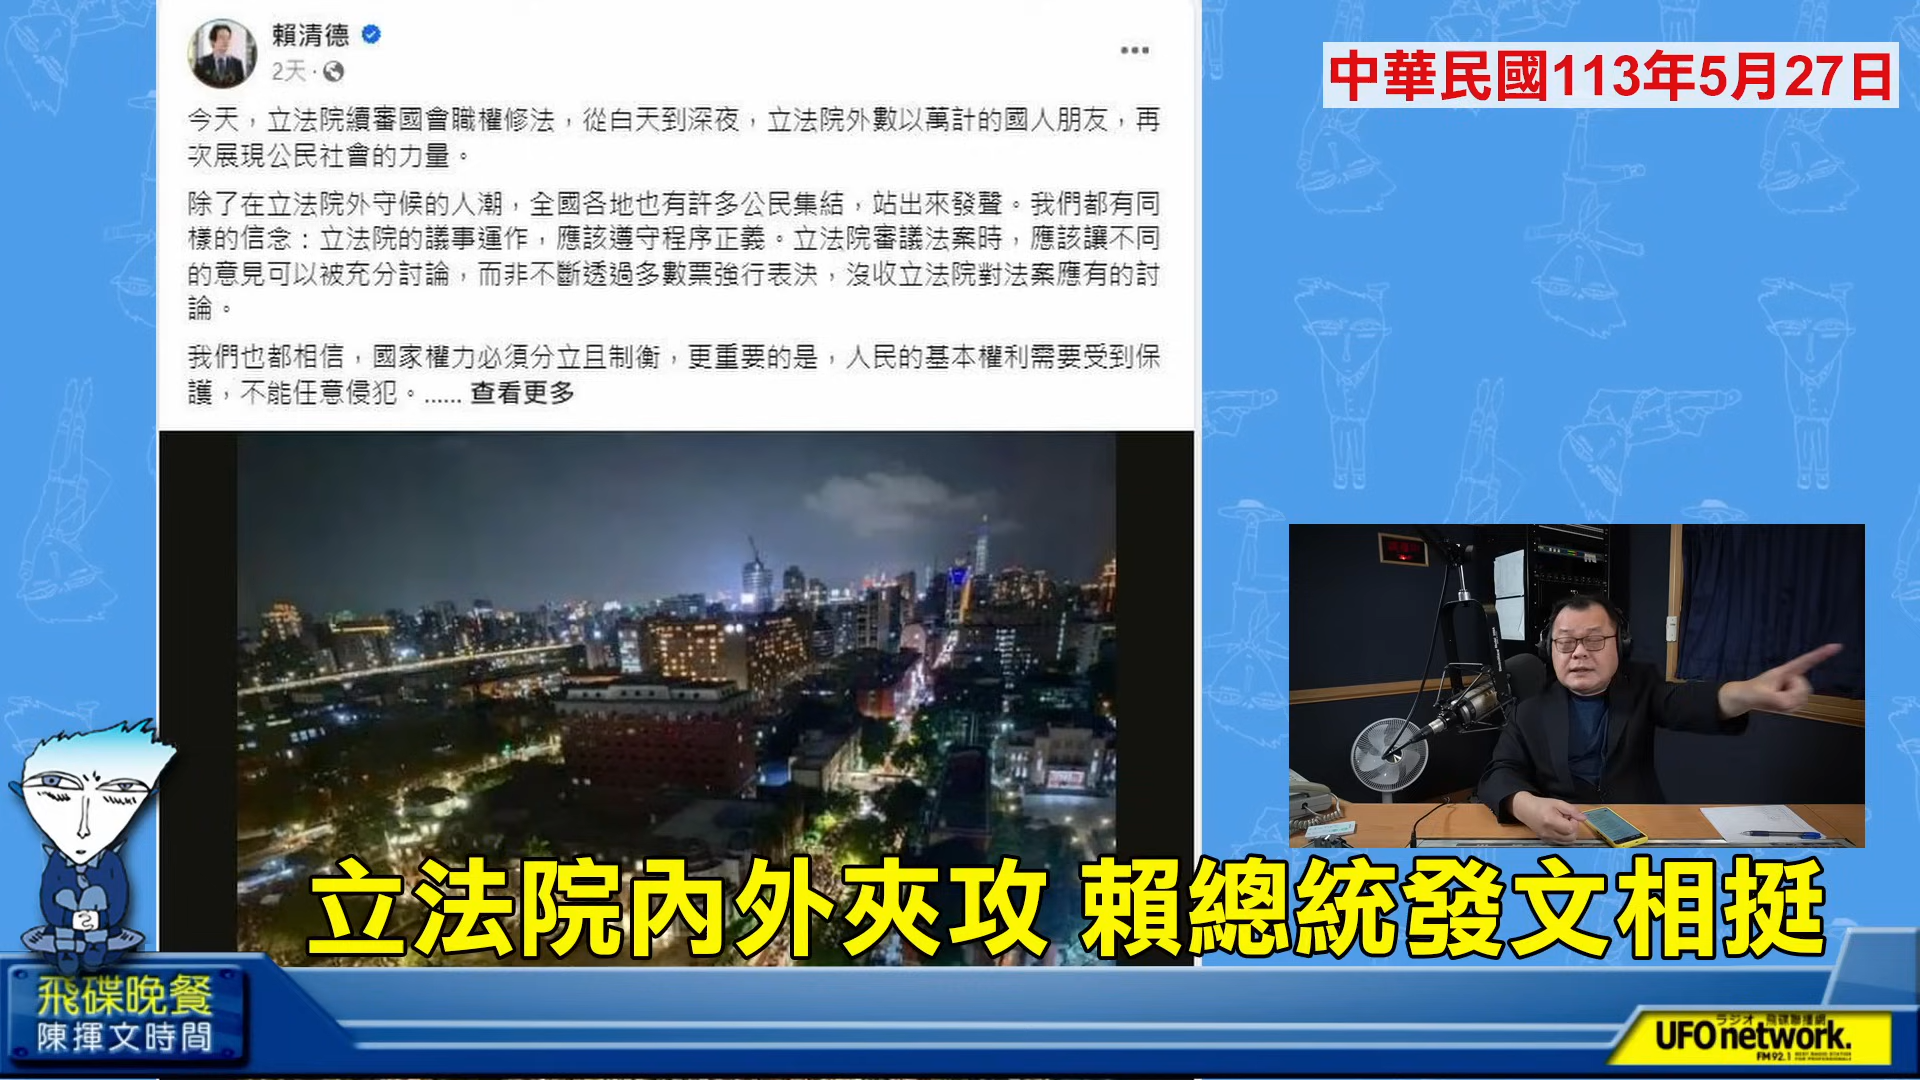 賴清德
2天
中華民國113年5月27日
今天，立法院續審國會職權修法，從白天到深夜，立法院外數以萬計的國人朋友，再
次展現公民社會的力量。
除了在立法院外守候的人潮，全國各地也有許多公民集結，站出來發聲。我們都有同
樣的信念：立法院的議事運作，應該遵守程序正義。立法院審議法案時，應該讓不同
的意見可以被充分討論，而非不斷透過多數票強行表決，沒收立法院對法案應有的討
論。
我們也都相信，國家權力必須分立且制衡，更重要的是，人民的基本權利需要受到保
護，不能任意侵犯。...... 查看更多
立法院內外夾攻 賴總統發文相挺
飛碟晚餐
陳揮文時間
ラジオ 飛碟聯播網
UFO network.
FM92.1